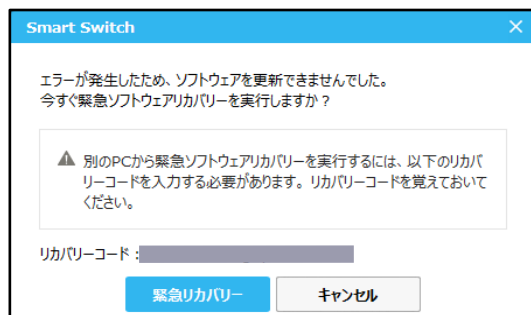 Smart Switch
エラーが発生したため、ソフトウェアを更新できませんでした。
今すぐ緊急ソフトウェアリカバリーを実行しますか？
別のPCから緊急ソフトウェアリカバリーを実行するには、以下のリカバ
リーコードを入力する必要があります。リカバリーコードを覚えておいて
ください。
リカバリーコード：
緊急リカバリー キャンセル